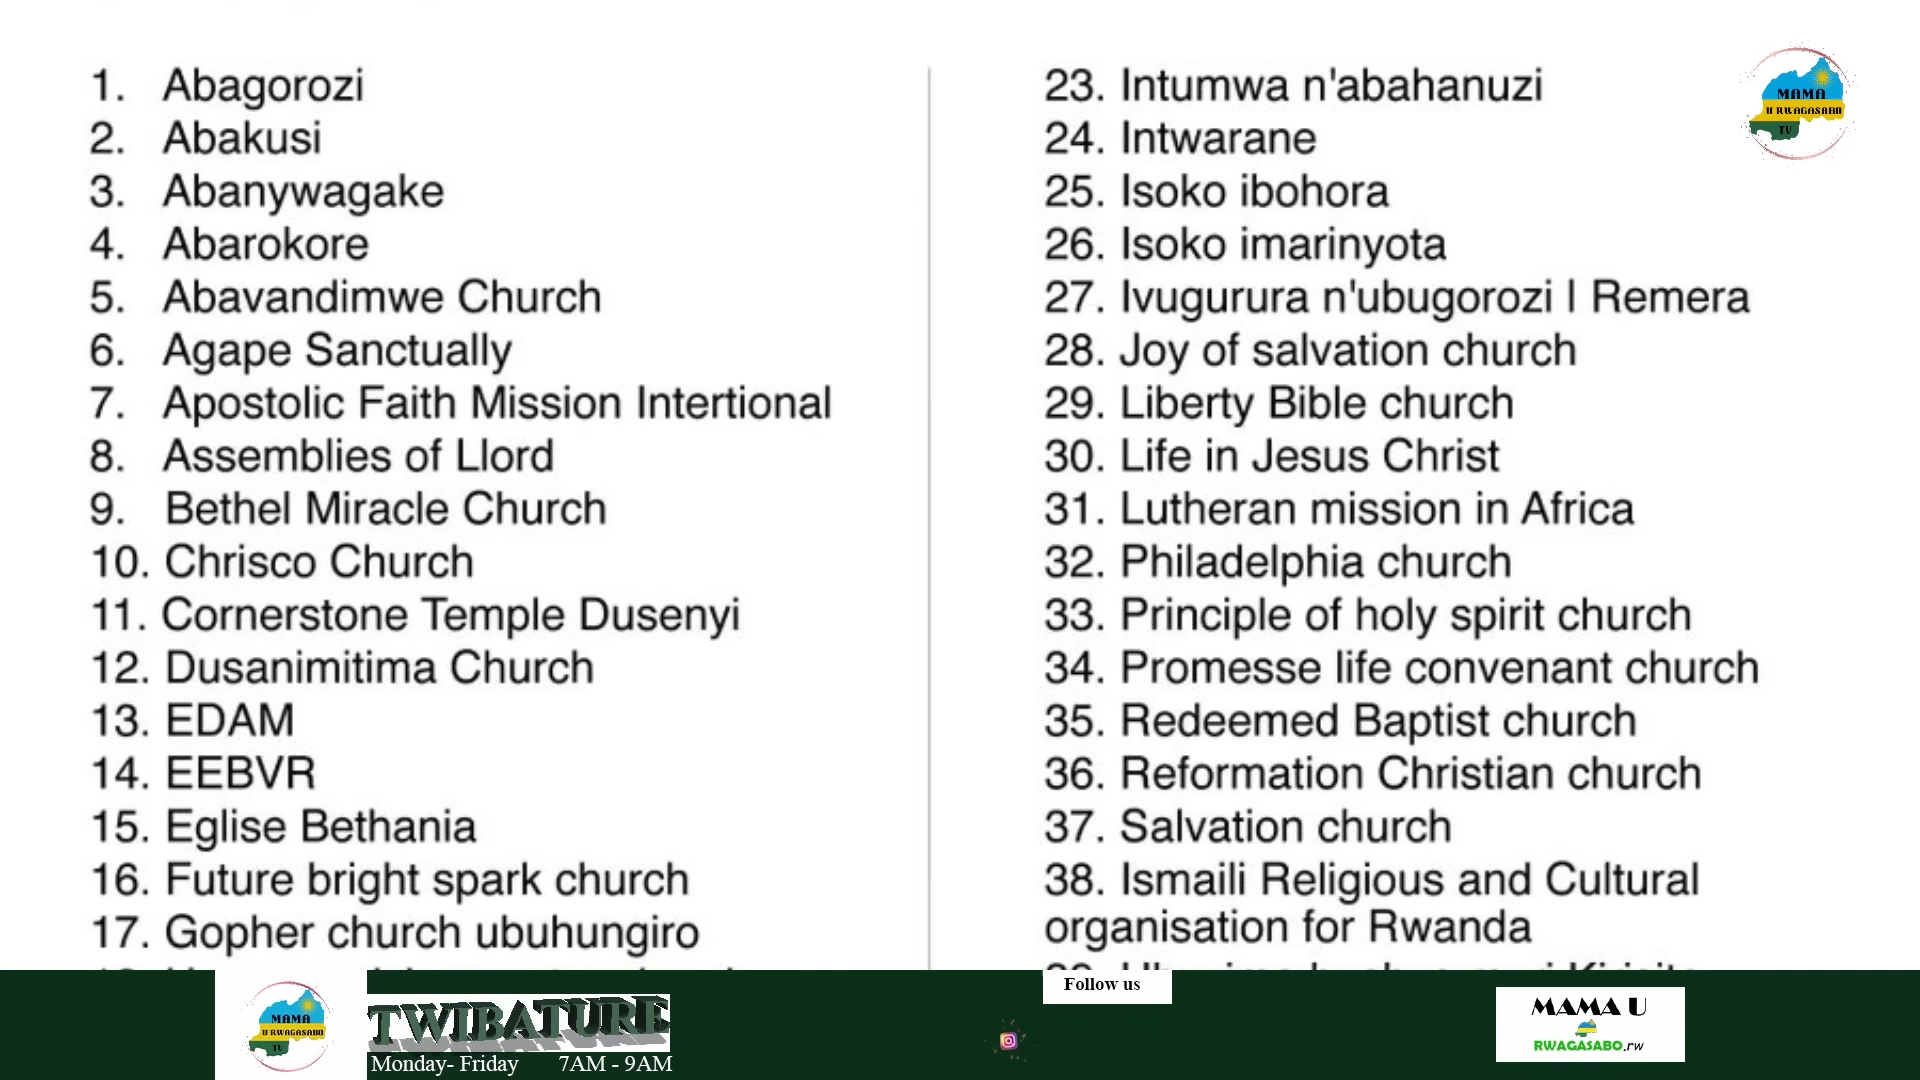 1. Abagorozi
2. Abakusi
3. Abanywagake
4. Abarokore
5. Abavandimwe Church
6. Agape Sanctually
7. Apostolic Faith Mission Intertional
8. Assemblies of Llord
9. Bethel Miracle Church
10. Chrisco Church
11. Cornerstone Temple Dusenyi
12. Dusanimitima Church
13. EDAM
14. EEBVR
15. Eglise Bethania
16. Future bright spark church
17. Gopher church ubuhungiro
23. Intumwa n'abahanuzi
24. Intwarane
25. Isoko ibohora
26. Isoko imarinyota
27. Ivugurura n'ubugorozi I Remera
28. Joy of salvation church
29. Liberty Bible church
30. Life in Jesus Christ
31. Lutheran mission in Africa
32. Philadelphia church
33. Principle of holy spirit church
34. Promesse life convenant church
35. Redeemed Baptist church
36. Reformation Christian church
37. Salvation church
38. Ismaili Religious and Cultural
organisation for Rwanda
MAMA
U RWAGASABO
TV
MAMA
U RWAGASABO
TV
TWIBATURE
Monday- Friday 7AM - 9AM
Follow us
MAMA U
RWAGASABO.rw